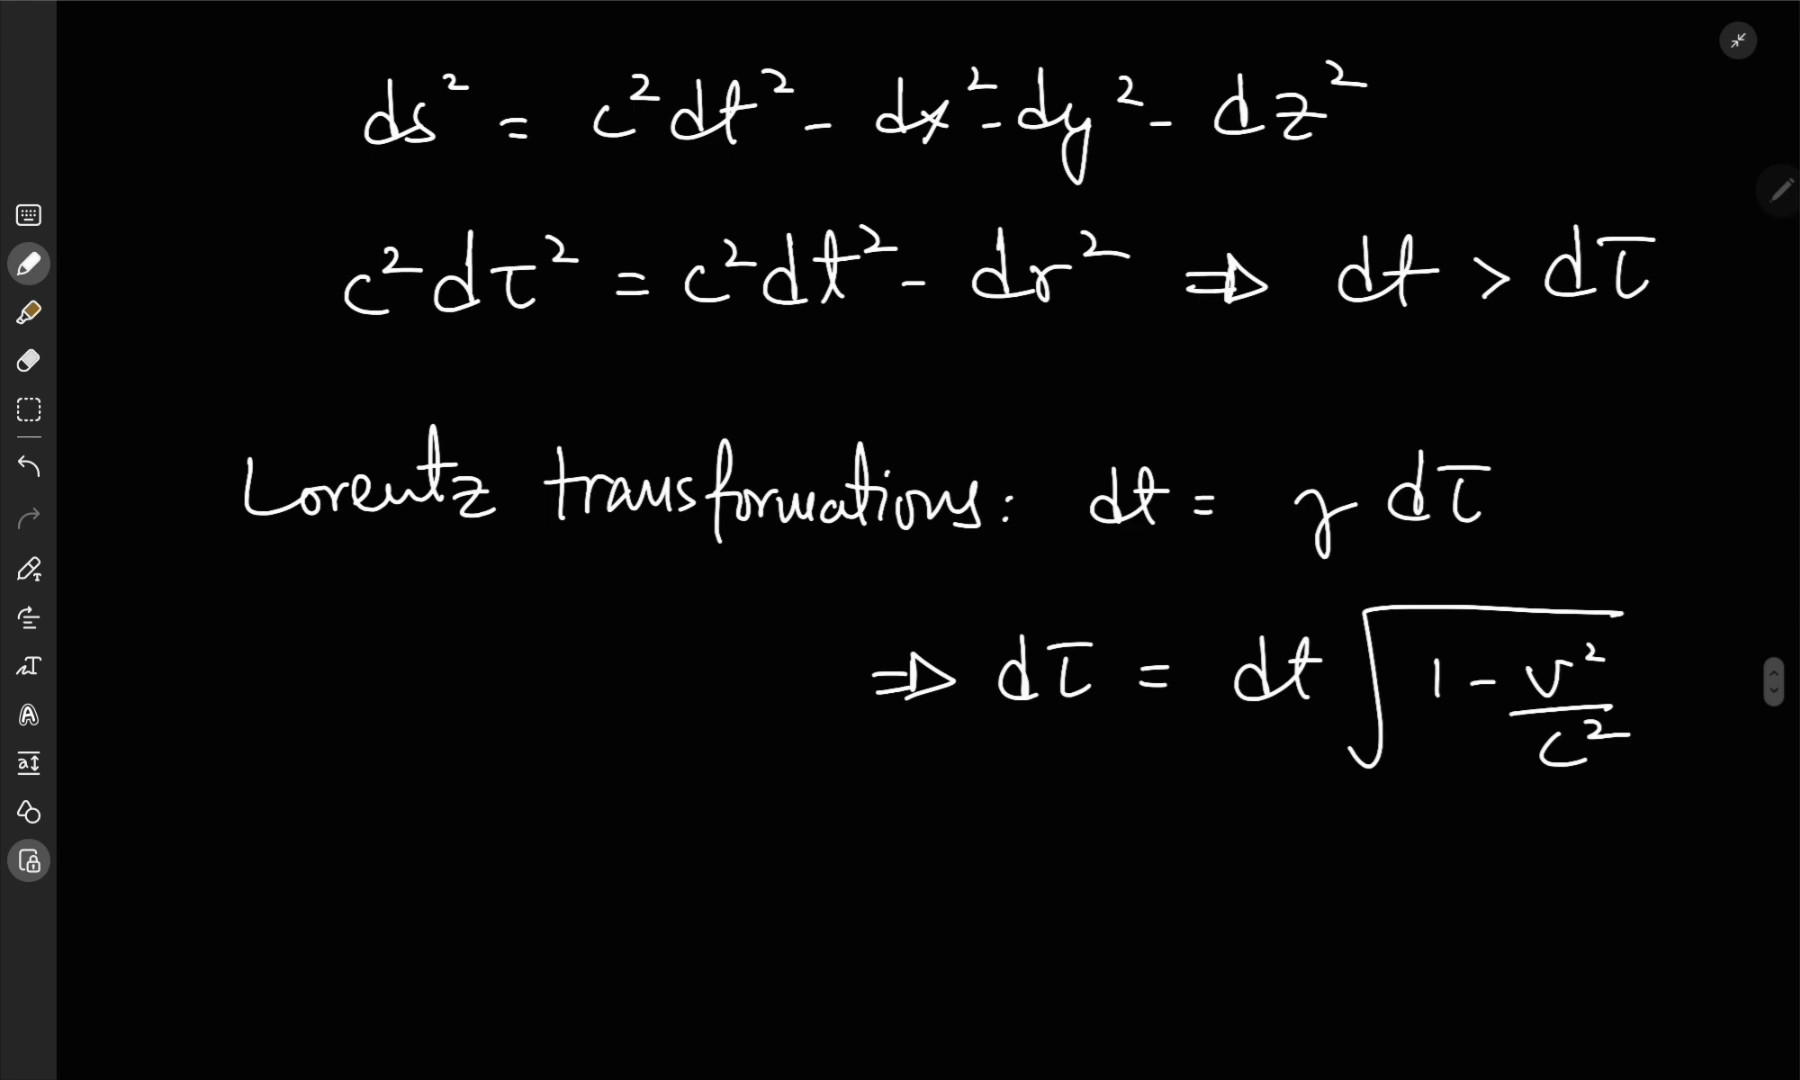 ds² = c²dt² - dx² - dy² - dz²
c²dτ² = c²dt² - dr² ⇒ dt > dτ
Lorentz transformations: dt = γ dτ
⇒ dτ = dt √(1 - v²/c²)